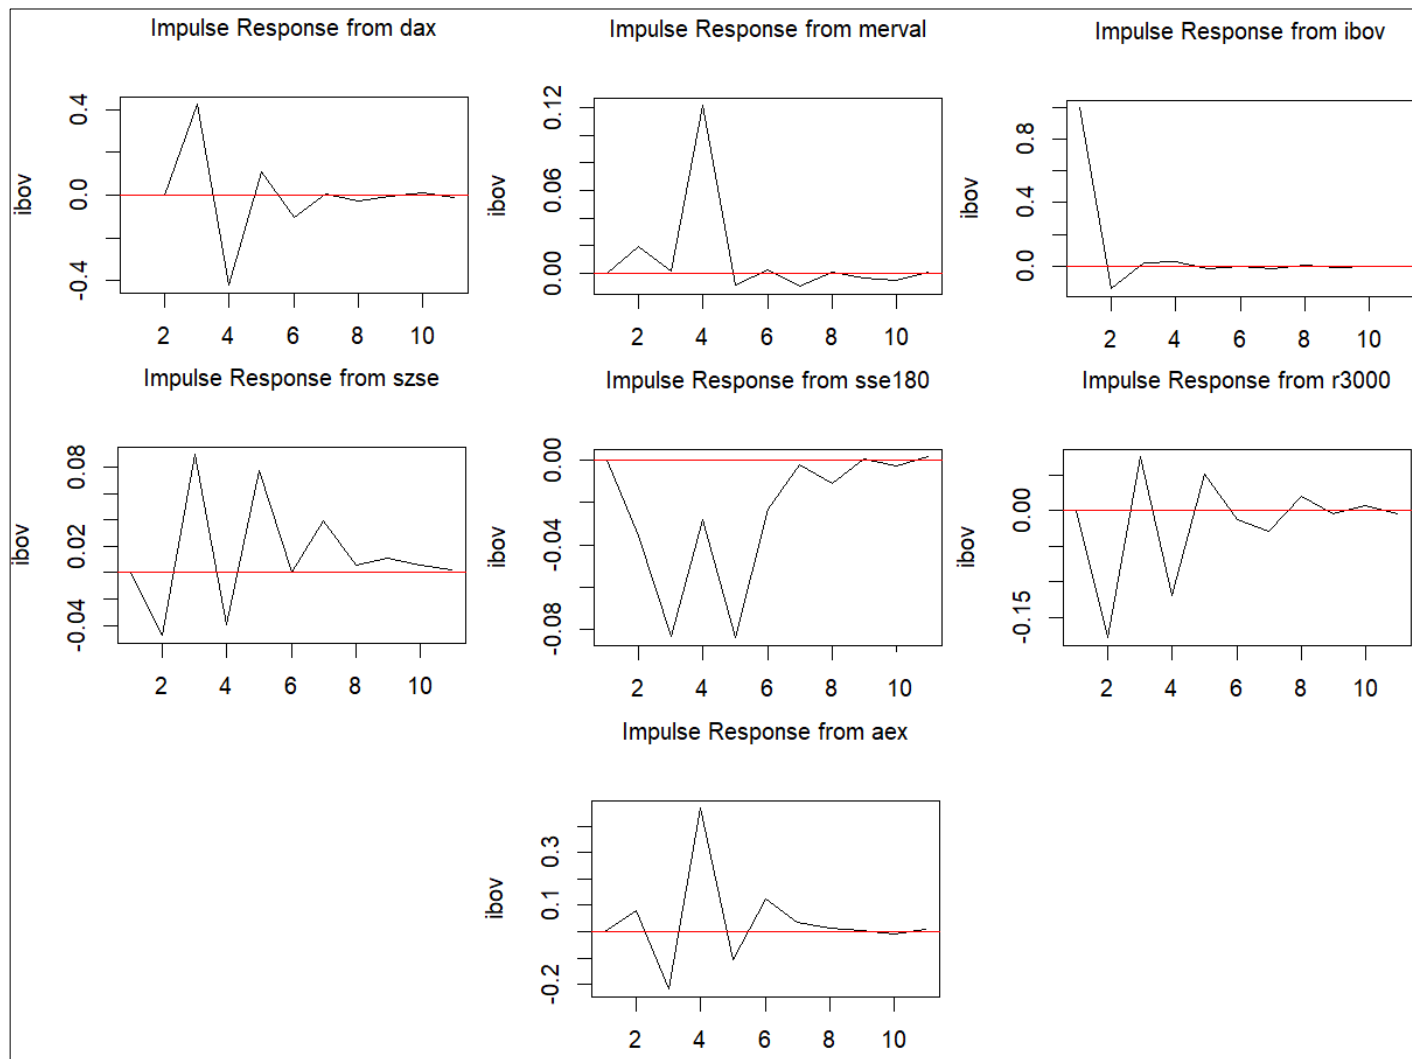 Impulse Response from dax
ibov
0.4
0.0
-0.4
2 4 6 8 10
Impulse Response from merval
ibov
0.12
0.06
0.00
2 4 6 8 10
Impulse Response from ibov
ibov
0.8
0.4
0.0
2 4 6 8 10
Impulse Response from szse
ibov
0.08
0.02
-0.04
2 4 6 8 10
Impulse Response from sse180
ibov
0.00
-0.04
-0.08
2 4 6 8 10
Impulse Response from r3000
ibov
0.00
-0.15
2 4 6 8 10
Impulse Response from aex
ibov
0.3
0.1
-0.2
2 4 6 8 10